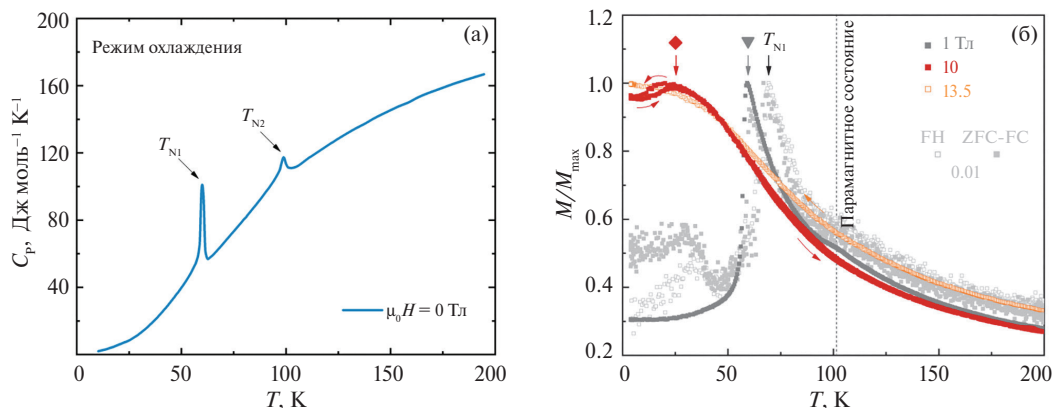 (а)
Режим охлаждения
T_N1
T_N2
μ₀H = 0 Тл
C_P, Дж моль⁻¹ К⁻¹
200
160
120
80
40
0
50
100
150
200
T, K
(б)
T_N1
1 Тл
10
13.5
FH ZFC-FC
0.01
Парамагнитное состояние
M/M_max
1.2
1.0
0.8
0.6
0.4
0.2
0
50
100
150
200
T, K